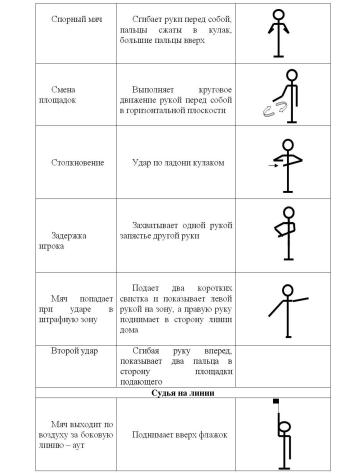 Спорный мяч
Сгибает руки перед собой,
пальцы сжаты в кулак,
большие пальцы вверх
Смена
площадок
Выполняет круговое
движение рукой перед собой
в горизонтальной плоскости
Столкновение
Удар по ладони кулаком
Задержка
игрока
Захватывает одной рукой
запястье другой руки
Мяч попадает
при ударе в
штрафную зону
Подает два коротких
свистка и показывает левой
рукой на зону, а правую руку
поднимает в сторону линии
дома
Второй удар
Сгибая руку вперед,
показывает два пальца в
сторону площадки
подающего
Судья на линии
Мяч выходит по
воздуху за боковую
линию – аут
Поднимает вверх флажок